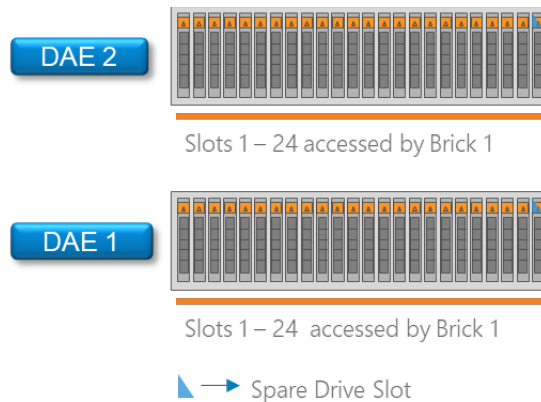 DAE 2
Slots 1 – 24 accessed by Brick 1
DAE 1
Slots 1 – 24 accessed by Brick 1
Spare Drive Slot